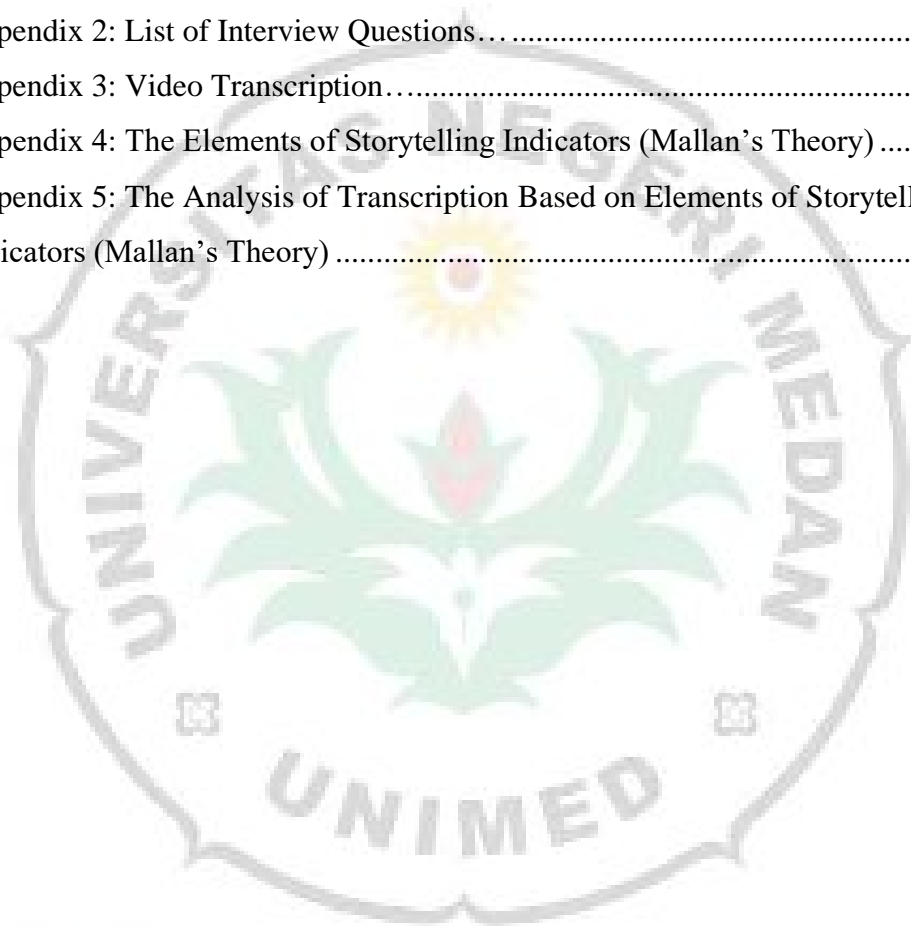 pendix 2: List of Interview Questions… ................................................
pendix 3: Video Transcription…...............................................................
pendix 4: The Elements of Storytelling Indicators (Mallan’s Theory) ....
pendix 5: The Analysis of Transcription Based on Elements of Storytell
icators (Mallan’s Theory) .........................................................................
UNIVERSITAS NEGERI MEDAN
UNIMED